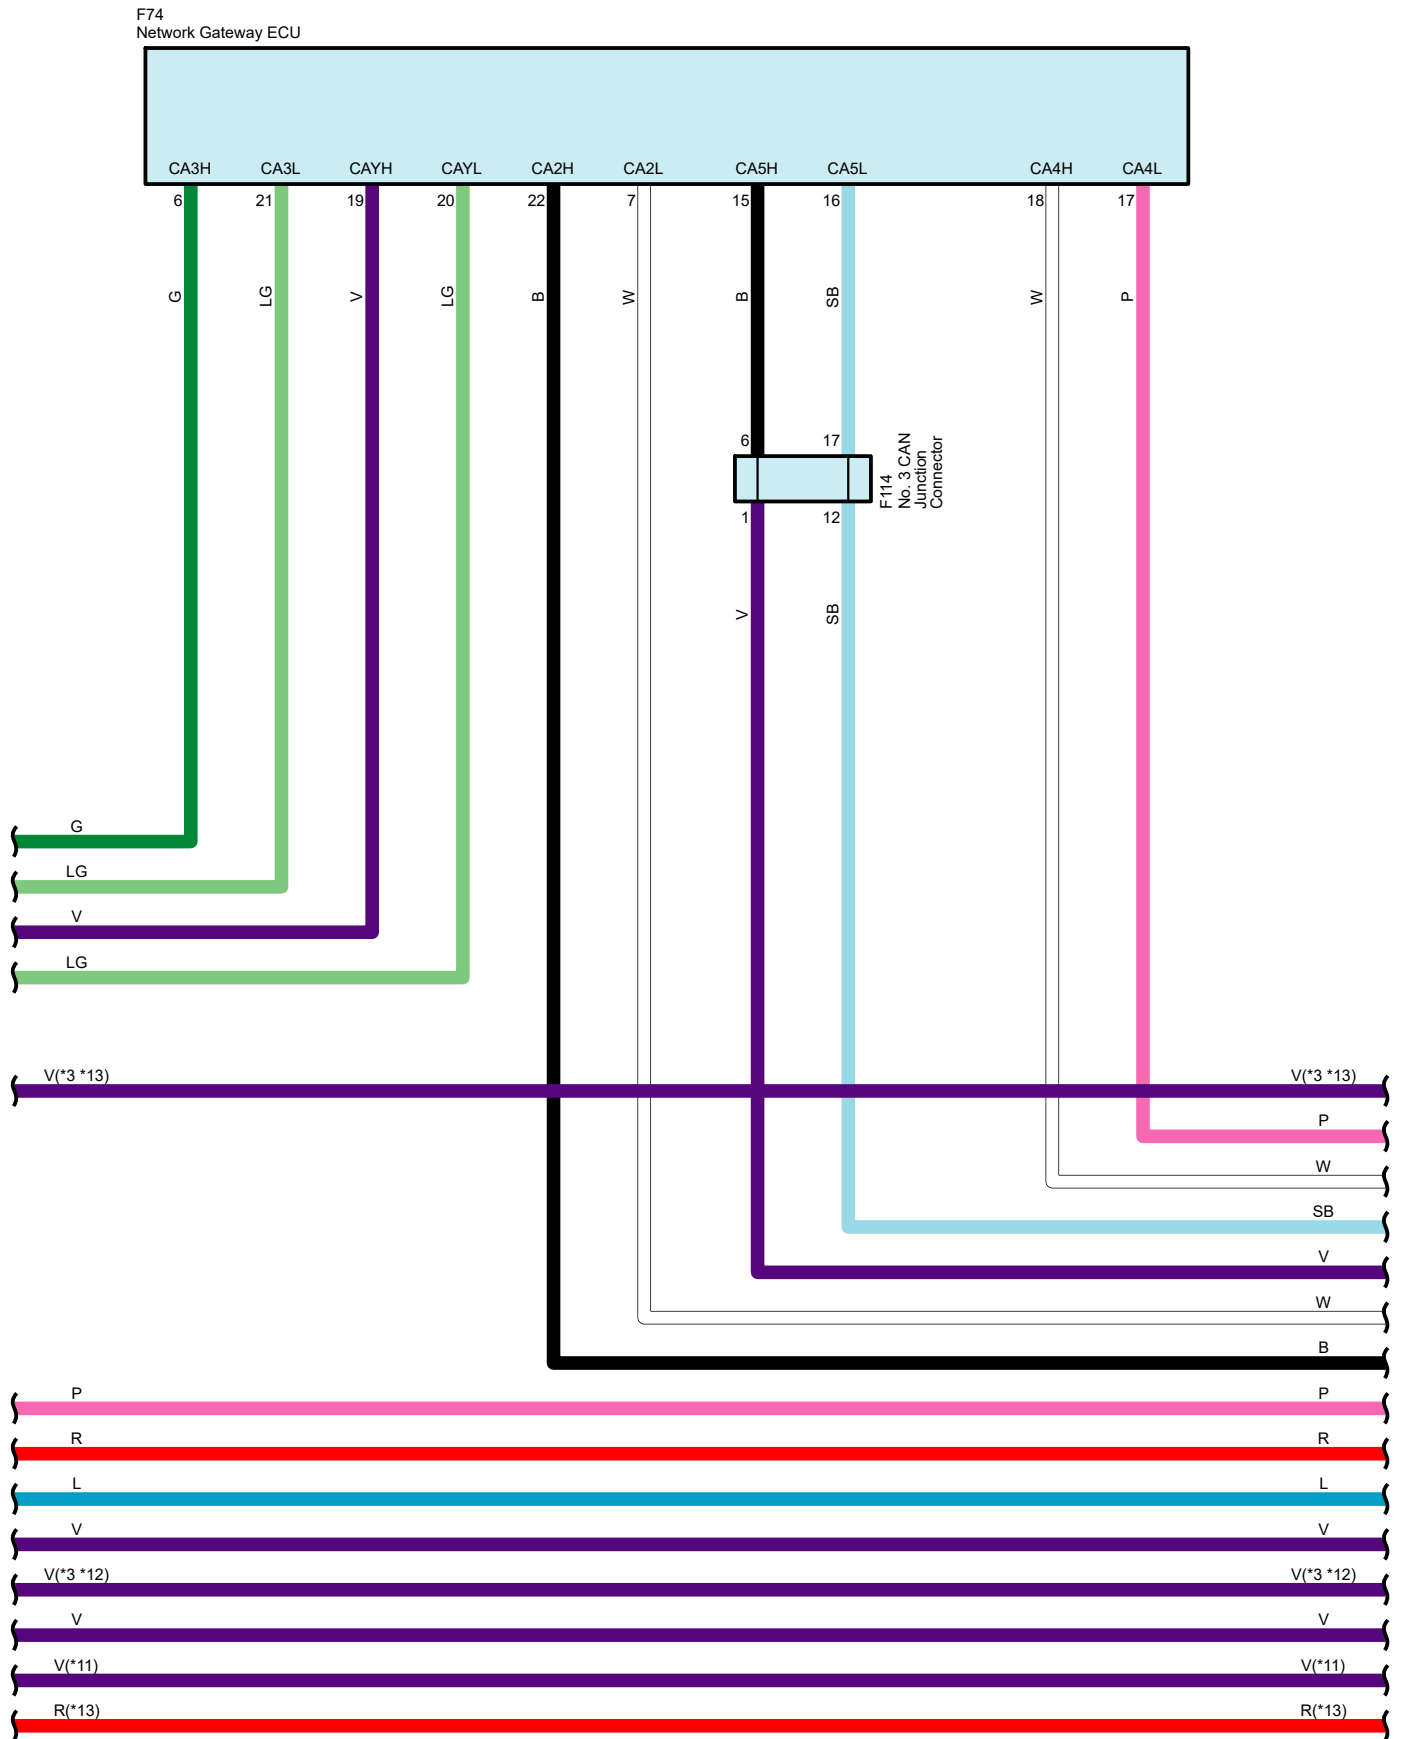 F74
Network Gateway ECU
CA3H CA3L CAYH CAYL CA2H CA2L CA5H CA5L CA4H CA4L
6 21 19 20 22 7 15 16 18 17
G LG V LG B W B SB W P
6 17
F114
No. 3 CAN
Junction
Connector
1 12
V SB
G
LG
V
LG
V(*3 *13) V(*3 *13)
P
W
SB
V
W
B
P P
R R
L L
V V
V(*3 *12) V(*3 *12)
V V
V(*11) V(*11)
R(*13) R(*13)